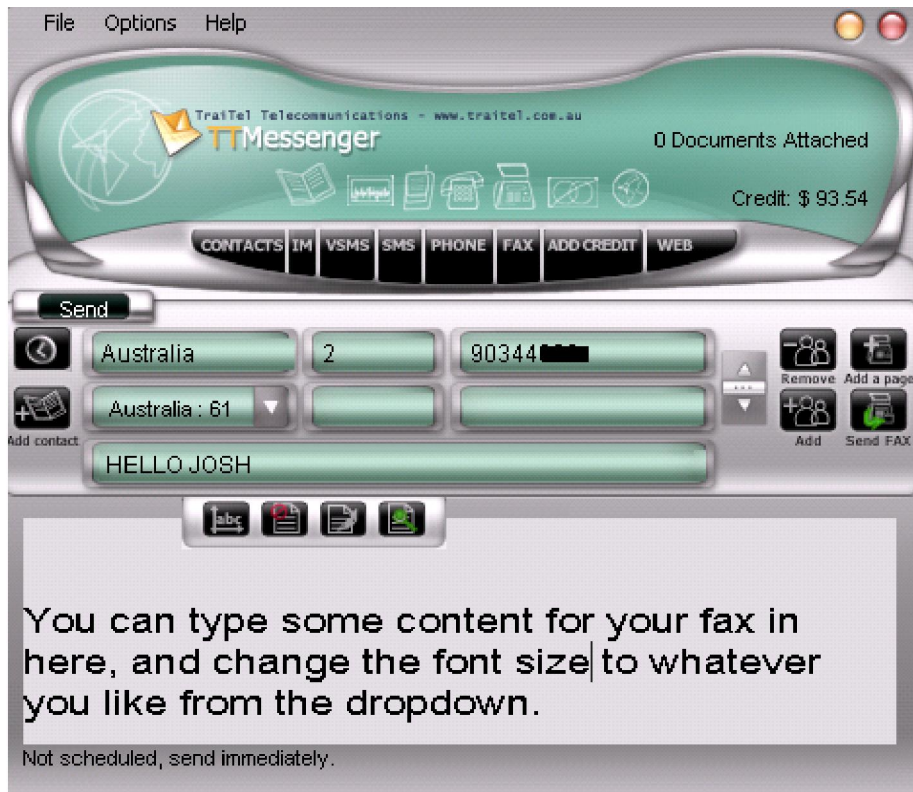 File Options Help
TraiTel Telecommunications - www.traitel.com.au
TTMessenger
0 Documents Attached
Credit: $ 93.54
CONTACTS IM VSMS SMS PHONE FAX ADD CREDIT WEB
Send
Australia 2 90344
Remove Add a page
Australia : 61
Add contact Add Send FAX
HELLO JOSH
abc
You can type some content for your fax in
here, and change the font size to whatever
you like from the dropdown.
Not scheduled, send immediately.